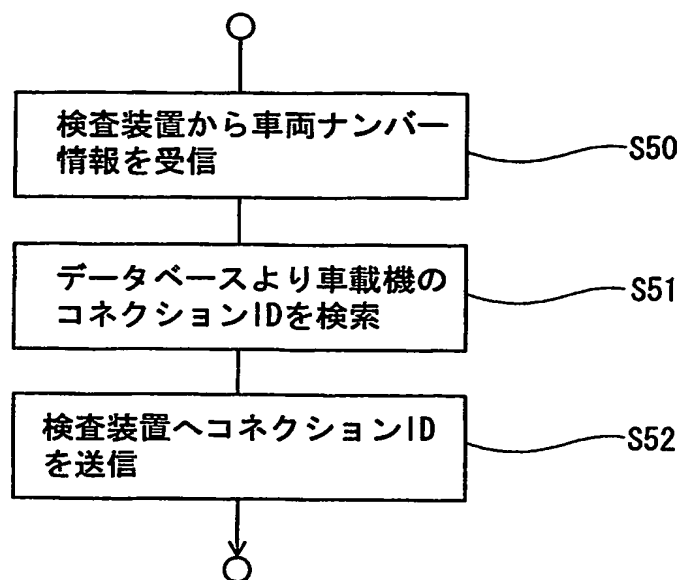 検査装置から車両ナンバー
情報を受信
S50
データベースより車載機の
コネクションIDを検索
S51
検査装置へコネクションID
を送信
S52